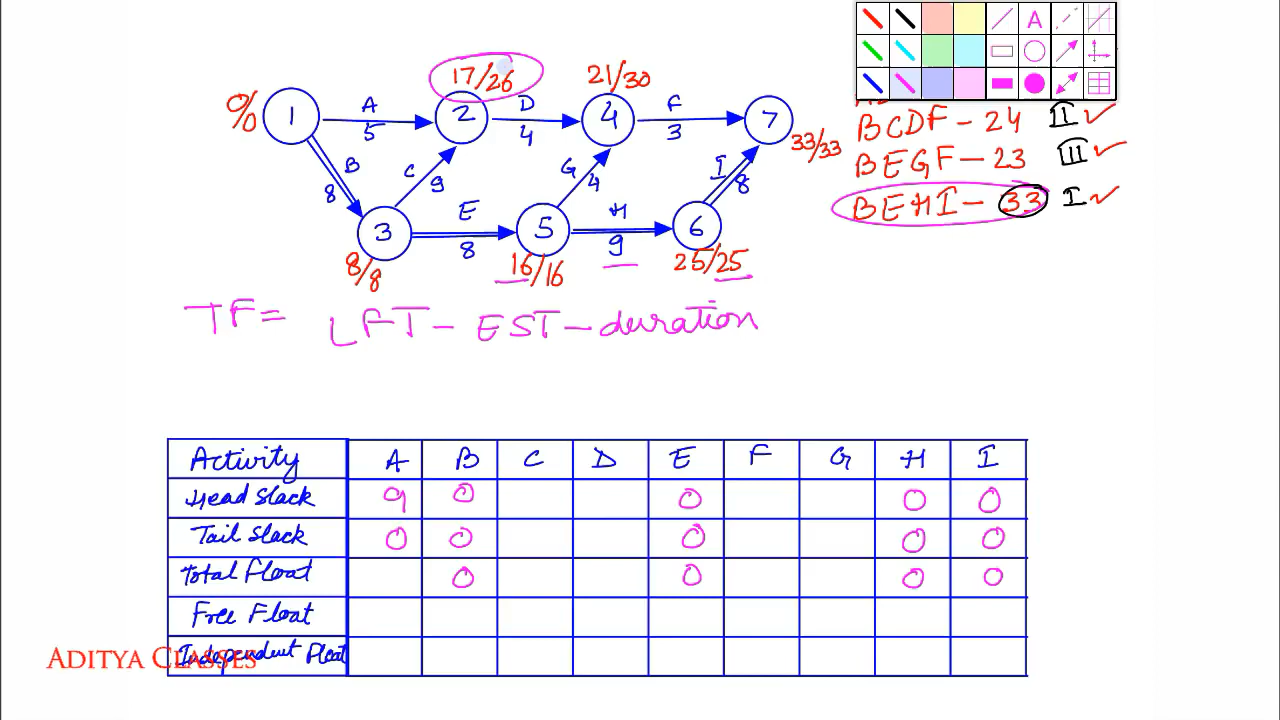 BCDF - 24 II ✓
BEGF - 23 III ✓
BEHI - 33 I ✓
17/26
21/30
0/0
1 A 5 2 D 4 4 F 3 7
33/33
B 8 C 9 G 4 I 8
3 E 8 5 H 9 6
8/8 16/16 25/25
TF = LFT - EST - duration
Activity A B C D E F G H I
Head Slack 9 0 0 0 0
Tail Slack 0 0 0 0 0
Total Float 0 0 0 0
Free Float
Independent Float
ADITYA CLASSES
A